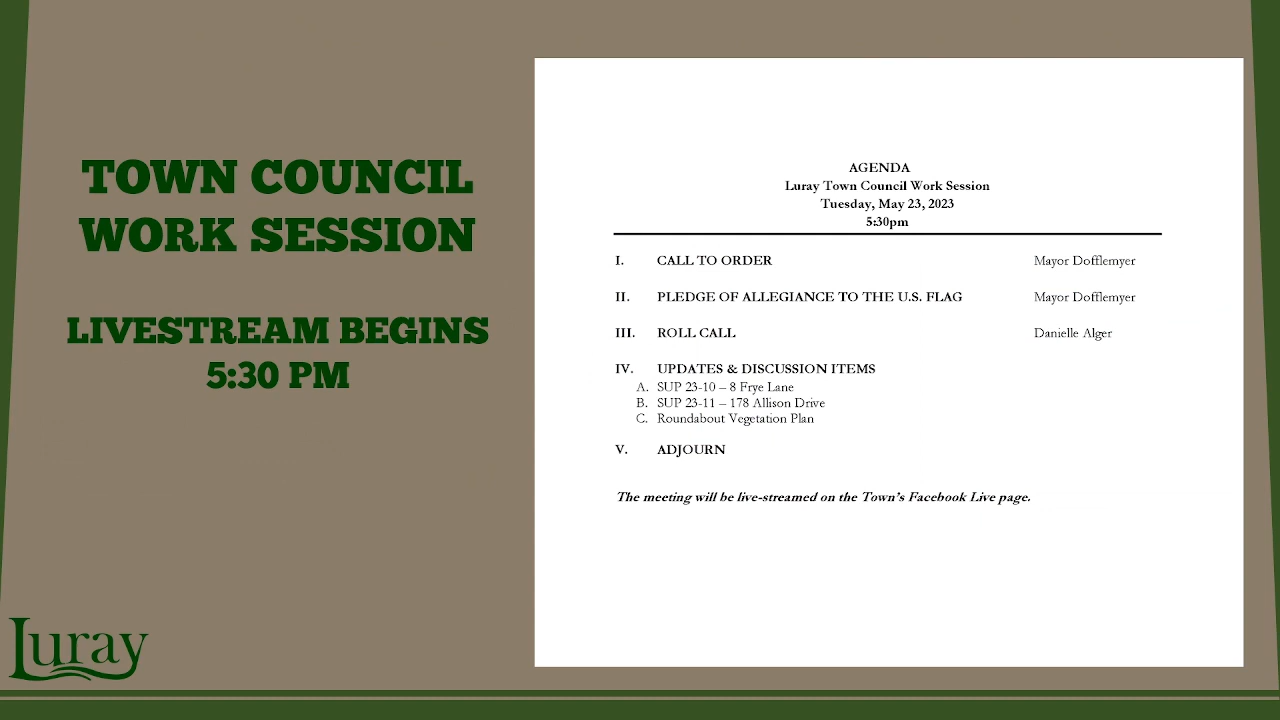 TOWN COUNCIL
WORK SESSION
LIVESTREAM BEGINS
5:30 PM
Luray
AGENDA
Luray Town Council Work Session
Tuesday, May 23, 2023
5:30pm
I. CALL TO ORDER Mayor Dofflemyer
II. PLEDGE OF ALLEGIANCE TO THE U.S. FLAG Mayor Dofflemyer
III. ROLL CALL Danielle Alger
IV. UPDATES & DISCUSSION ITEMS
A. SUP 23-10 – 8 Frye Lane
B. SUP 23-11 – 178 Allison Drive
C. Roundabout Vegetation Plan
V. ADJOURN
The meeting will be live-streamed on the Town’s Facebook Live page.